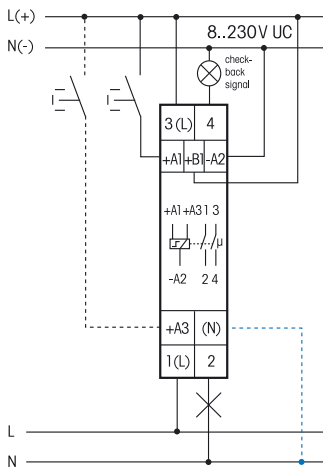 L(+)
N(-)
8..230V UC
check-
back
signal
3(L) 4
+A1 +B1 -A2
+A1 +A3 1 3
µ
-A2 2 4
+A3 (N)
1(L) 2
L
N